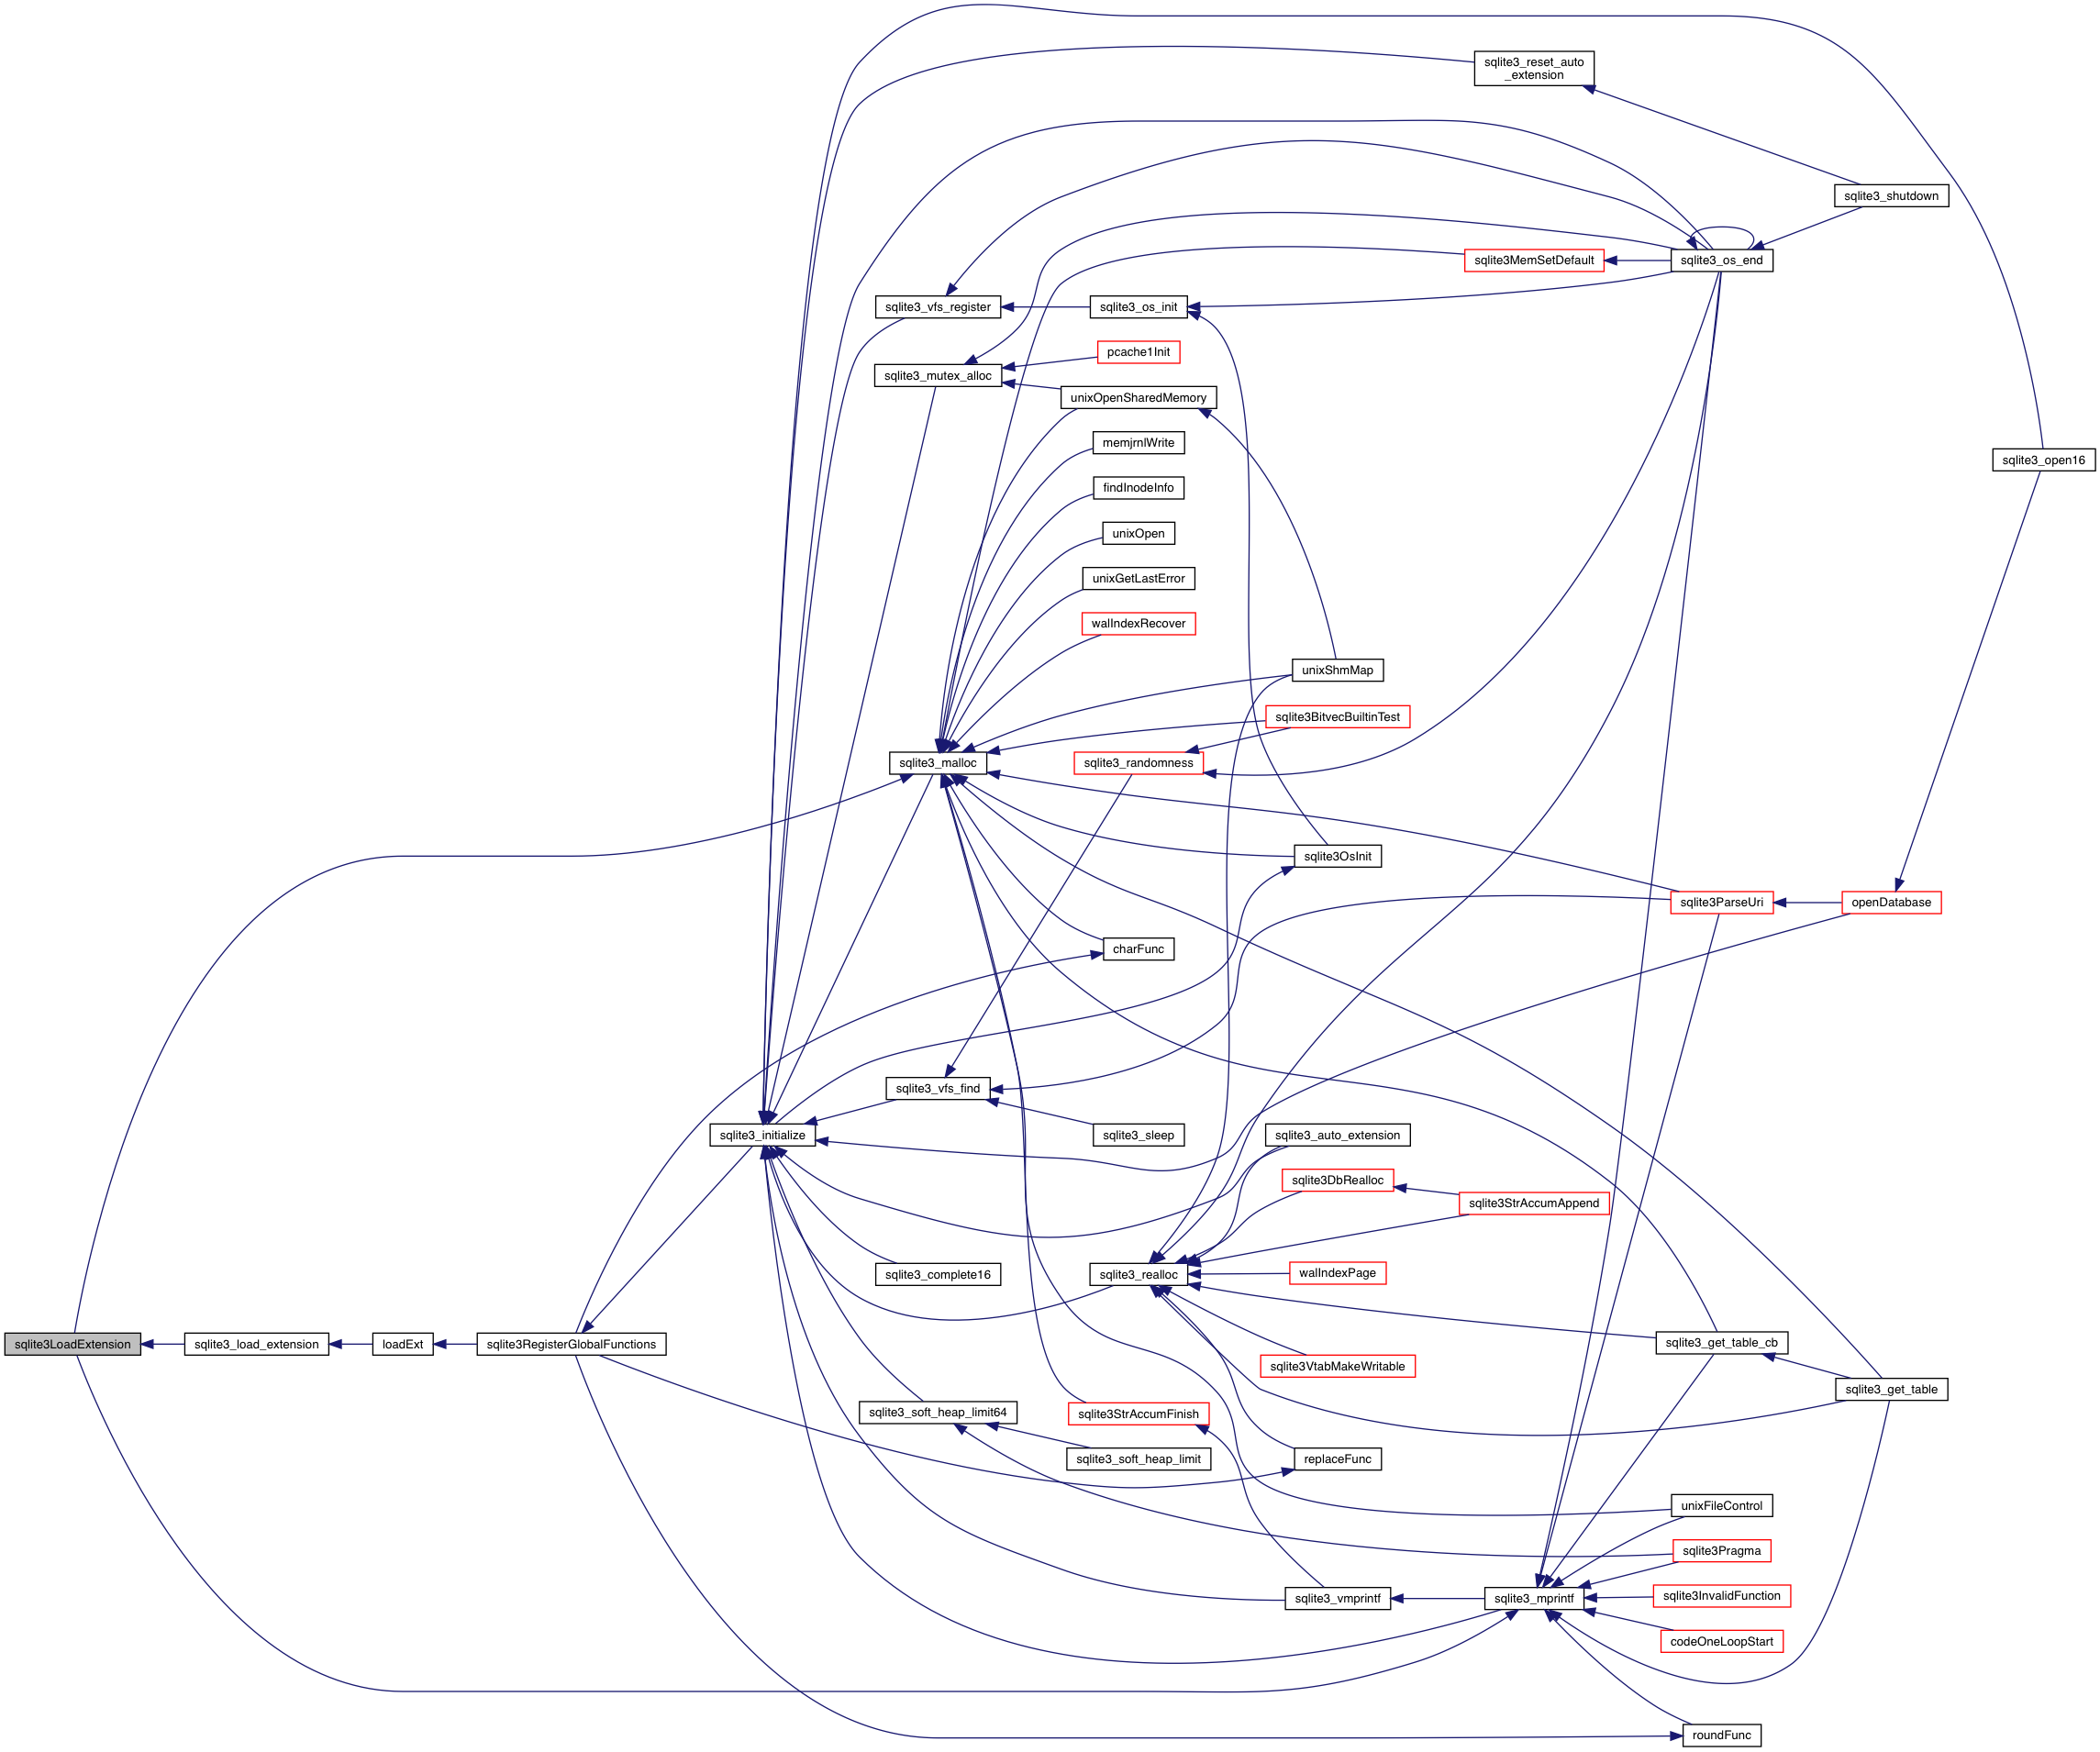 sqlite3_reset_auto
_extension
sqlite3_shutdown
sqlite3MemSetDefault
sqlite3_os_end
sqlite3_vfs_register
sqlite3_os_init
pcache1Init
sqlite3_mutex_alloc
unixOpenSharedMemory
memjrnlWrite
sqlite3_open16
findInodeInfo
unixOpen
unixGetLastError
walIndexRecover
unixShmMap
sqlite3BitvecBuiltinTest
sqlite3_malloc
sqlite3_randomness
sqlite3OsInit
sqlite3ParseUri
openDatabase
charFunc
sqlite3_vfs_find
sqlite3_initialize
sqlite3_sleep
sqlite3_auto_extension
sqlite3DbRealloc
sqlite3StrAccumAppend
sqlite3_complete16
sqlite3_realloc
walIndexPage
sqlite3LoadExtension
sqlite3_load_extension
loadExt
sqlite3RegisterGlobalFunctions
sqlite3_get_table_cb
sqlite3VtabMakeWritable
sqlite3_get_table
sqlite3_soft_heap_limit64
sqlite3StrAccumFinish
sqlite3_soft_heap_limit
replaceFunc
unixFileControl
sqlite3Pragma
sqlite3_vmprintf
sqlite3_mprintf
sqlite3InvalidFunction
codeOneLoopStart
roundFunc